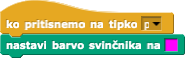 ko pritisnemo na tipko p
nastavi barvo svinčnika na